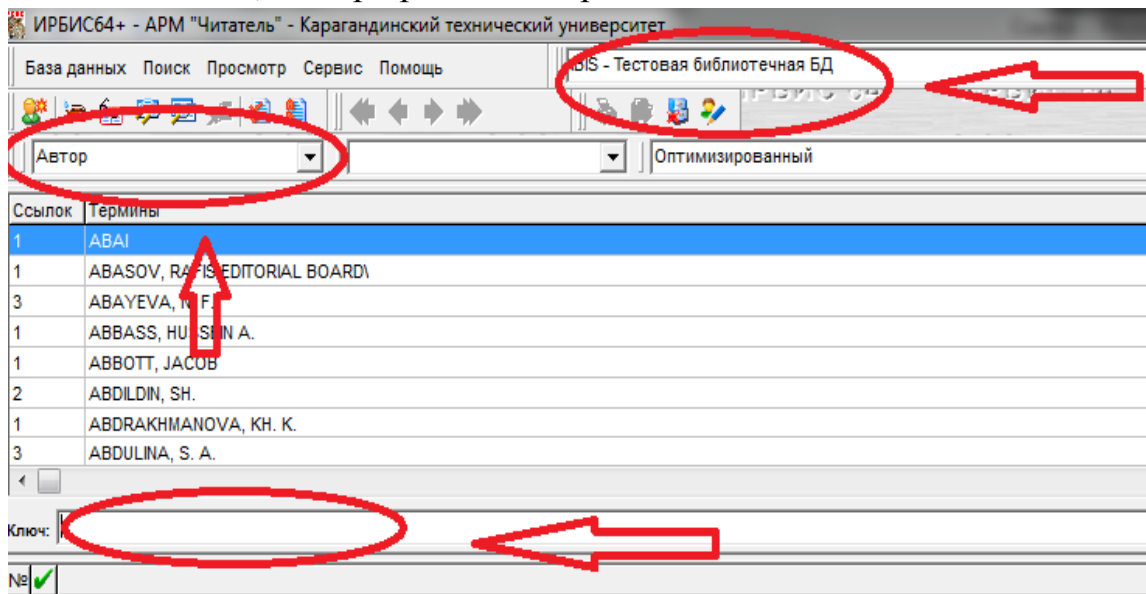 ИРБИС64+ - АРМ "Читатель" - Карагандинский технический университет
База данных Поиск Просмотр Сервис Помощь
IBIS - Тестовая библиотечная БД
Автор
Оптимизированный
Ссылок Термины
1 ABAI
1 ABASOV, RAFIS EDITORIAL BOARD\
3 ABAYEVA, N. F.
1 ABBASS, HUSSEIN A.
1 ABBOTT, JACOB
2 ABDILDIN, SH.
1 ABDRAKHMANOVA, KH. K.
3 ABDULINA, S. A.
Ключ:
№